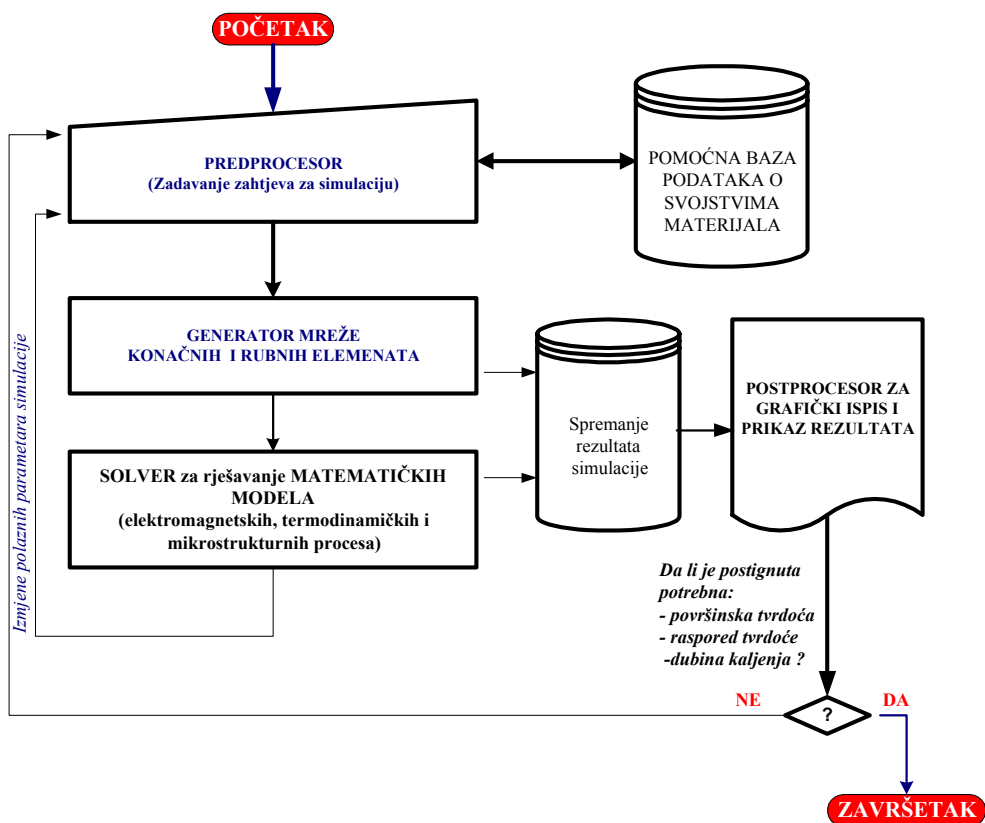 POČETAK
PREDPROCESOR
(Zadavanje zahtjeva za simulaciju)
POMOĆNA BAZA
PODATAKA O
SVOJSTVIMA
MATERIJALA
GENERATOR MREŽE
KONAČNIH I RUBNIH ELEMENATA
Spremanje
rezultata
simulacije
POSTPROCESOR ZA
GRAFIČKI ISPIS I
PRIKAZ REZULTATA
SOLVER za rješavanje MATEMATIČKIH
MODELA
(elektromagnetskih, termodinamičkih i
mikrostrukturnih procesa)
Izmjene polaznih parametara simulacije
Da li je postignuta
potrebna:
- površinska tvrdoća
- raspored tvrdoće
-dubina kaljenja ?
NE
?
DA
ZAVRŠETAK